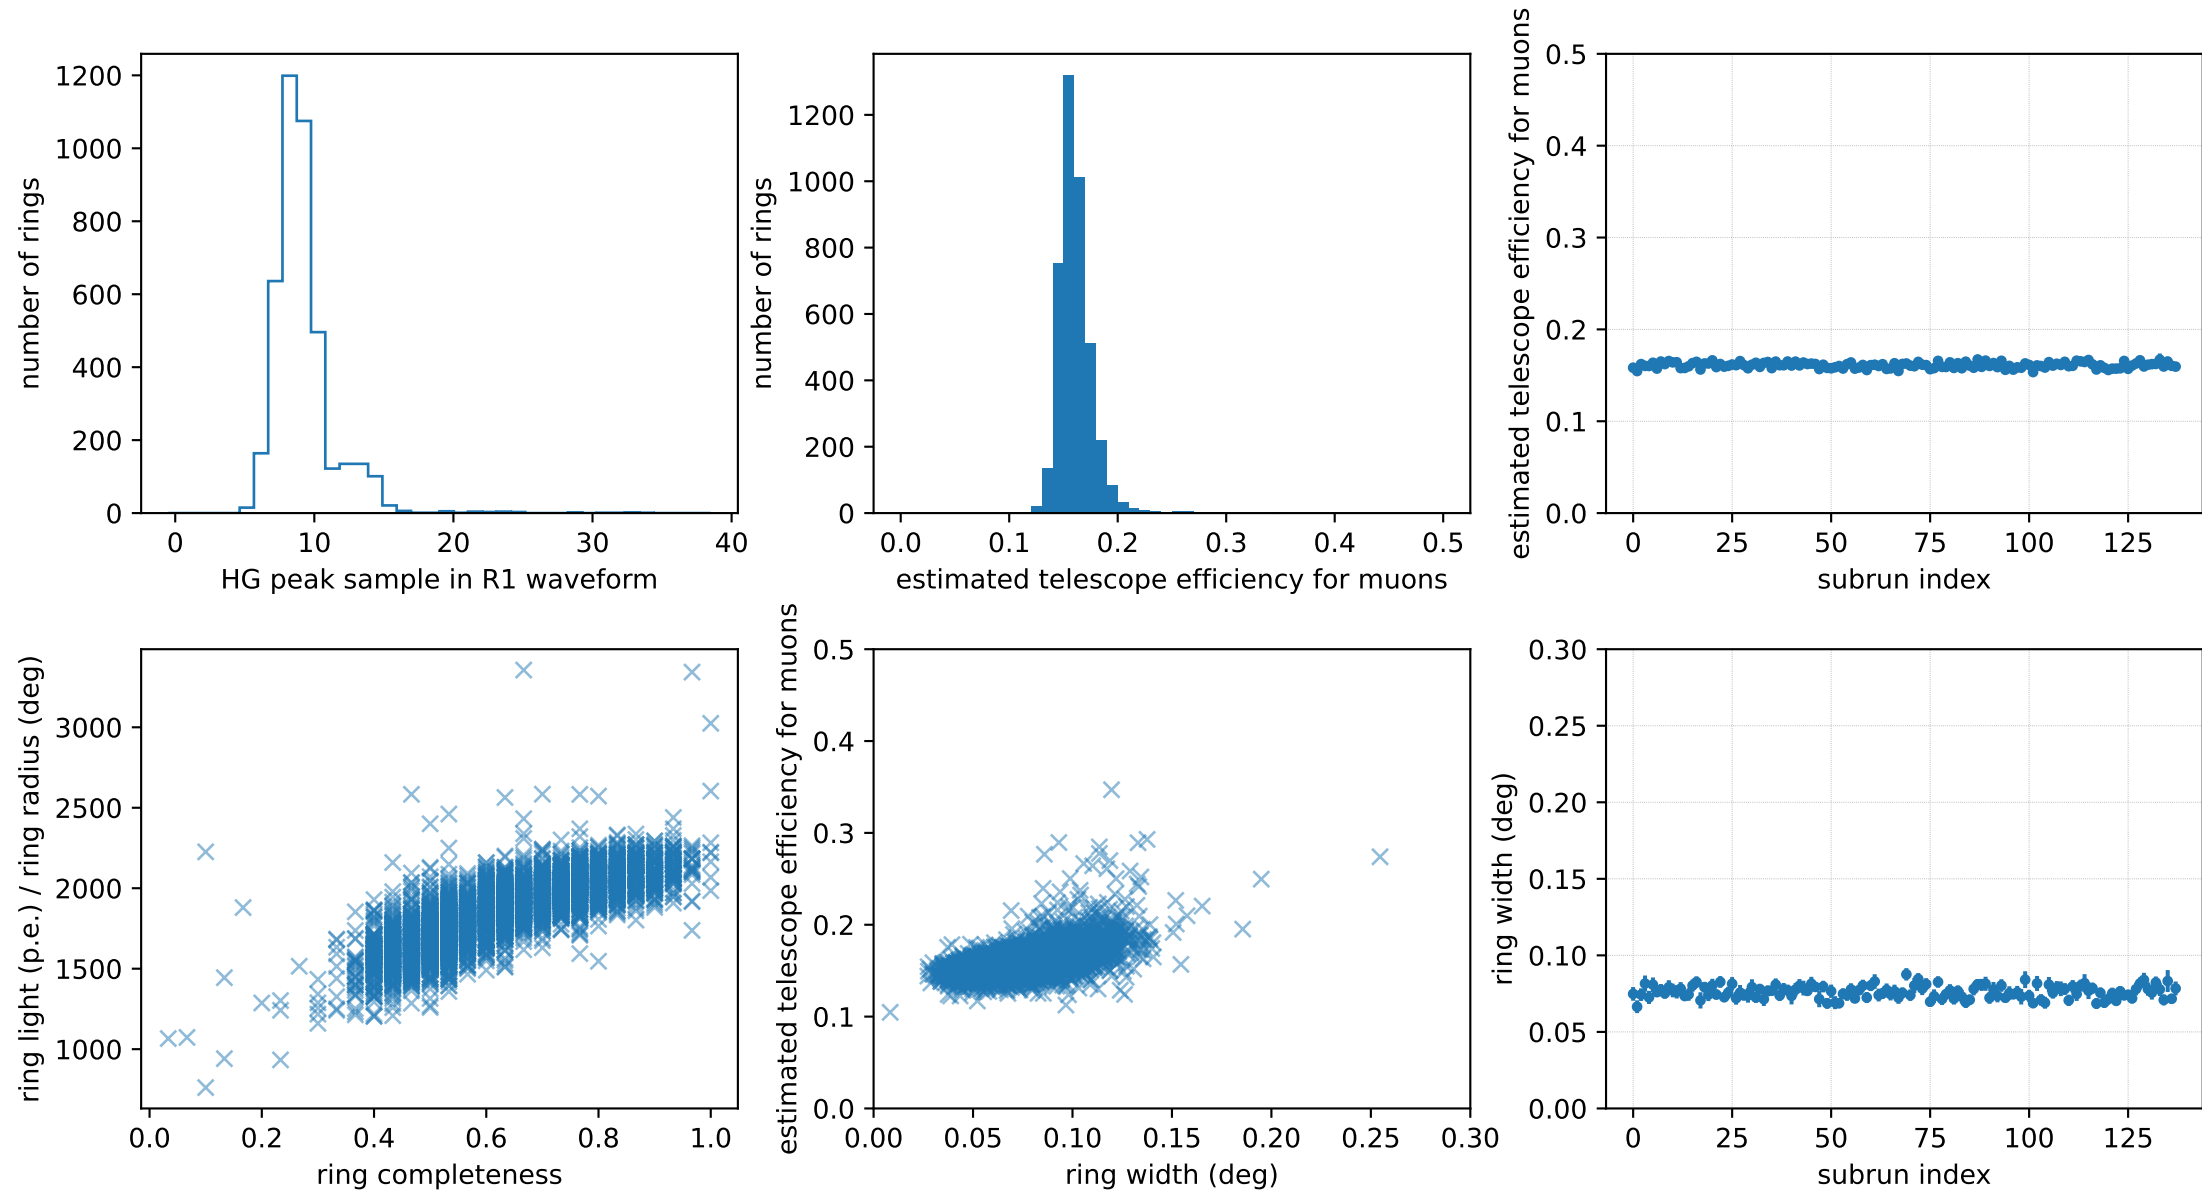 number of rings
1200
1000
800
600
400
200
0
0 10 20 30 40
HG peak sample in R1 waveform
number of rings
1200
1000
800
600
400
200
0
0.0 0.1 0.2 0.3 0.4 0.5
estimated telescope efficiency for muons
estimated telescope efficiency for muons
0.5
0.4
0.3
0.2
0.1
0.0
0 25 50 75 100 125
subrun index
ring light (p.e.) / ring radius (deg)
3000
2500
2000
1500
1000
0.0 0.2 0.4 0.6 0.8 1.0
ring completeness
estimated telescope efficiency for muons
0.5
0.4
0.3
0.2
0.1
0.0
0.00 0.05 0.10 0.15 0.20 0.25 0.30
ring width (deg)
ring width (deg)
0.30
0.25
0.20
0.15
0.10
0.05
0.00
0 25 50 75 100 125
subrun index